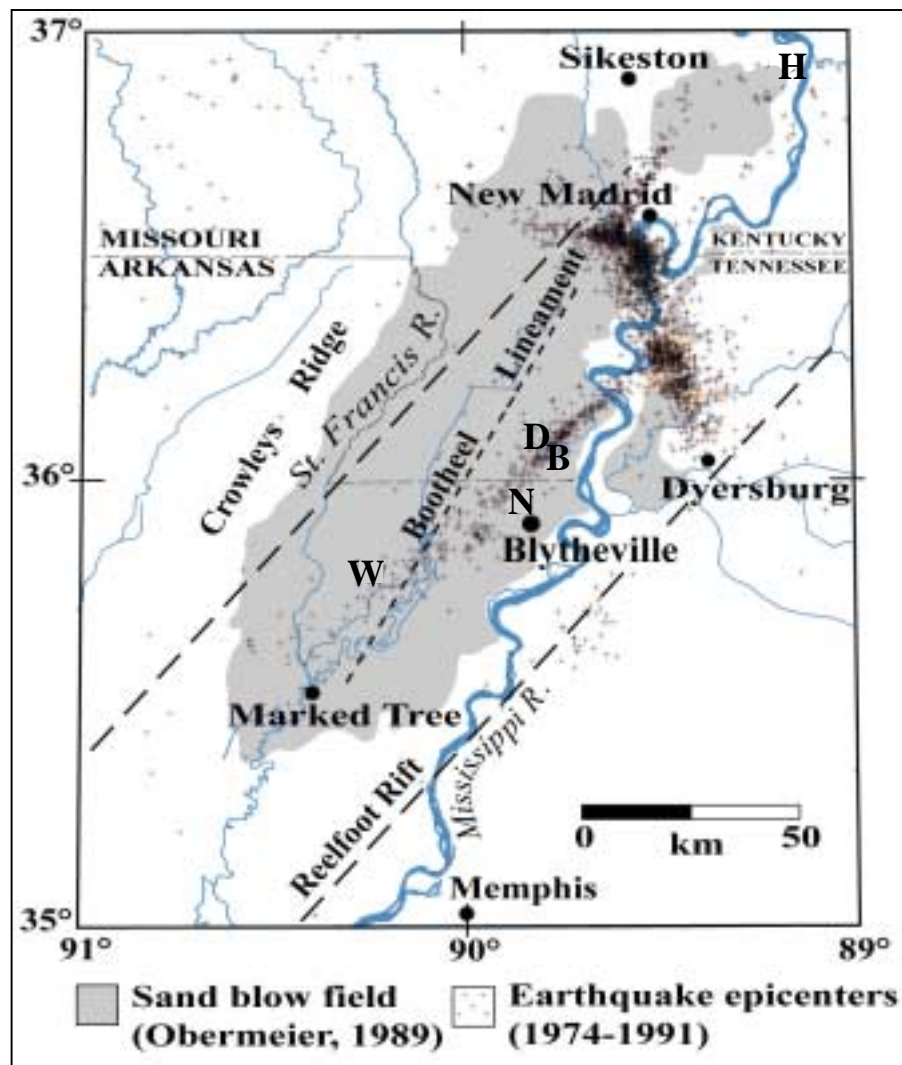 37°
Sikeston
H
New Madrid
MISSOURI
ARKANSAS
KENTUCKY
TENNESSEE
Crowleys Ridge
St. Francis R.
Bootheel Lineament
D
B
36°
N
Dyersburg
Blytheville
W
Marked Tree
Reelfoot Rift
Mississippi R.
0
50
km
Memphis
35°
91°
90°
89°
Sand blow field
(Obermeier, 1989)
Earthquake epicenters
(1974-1991)